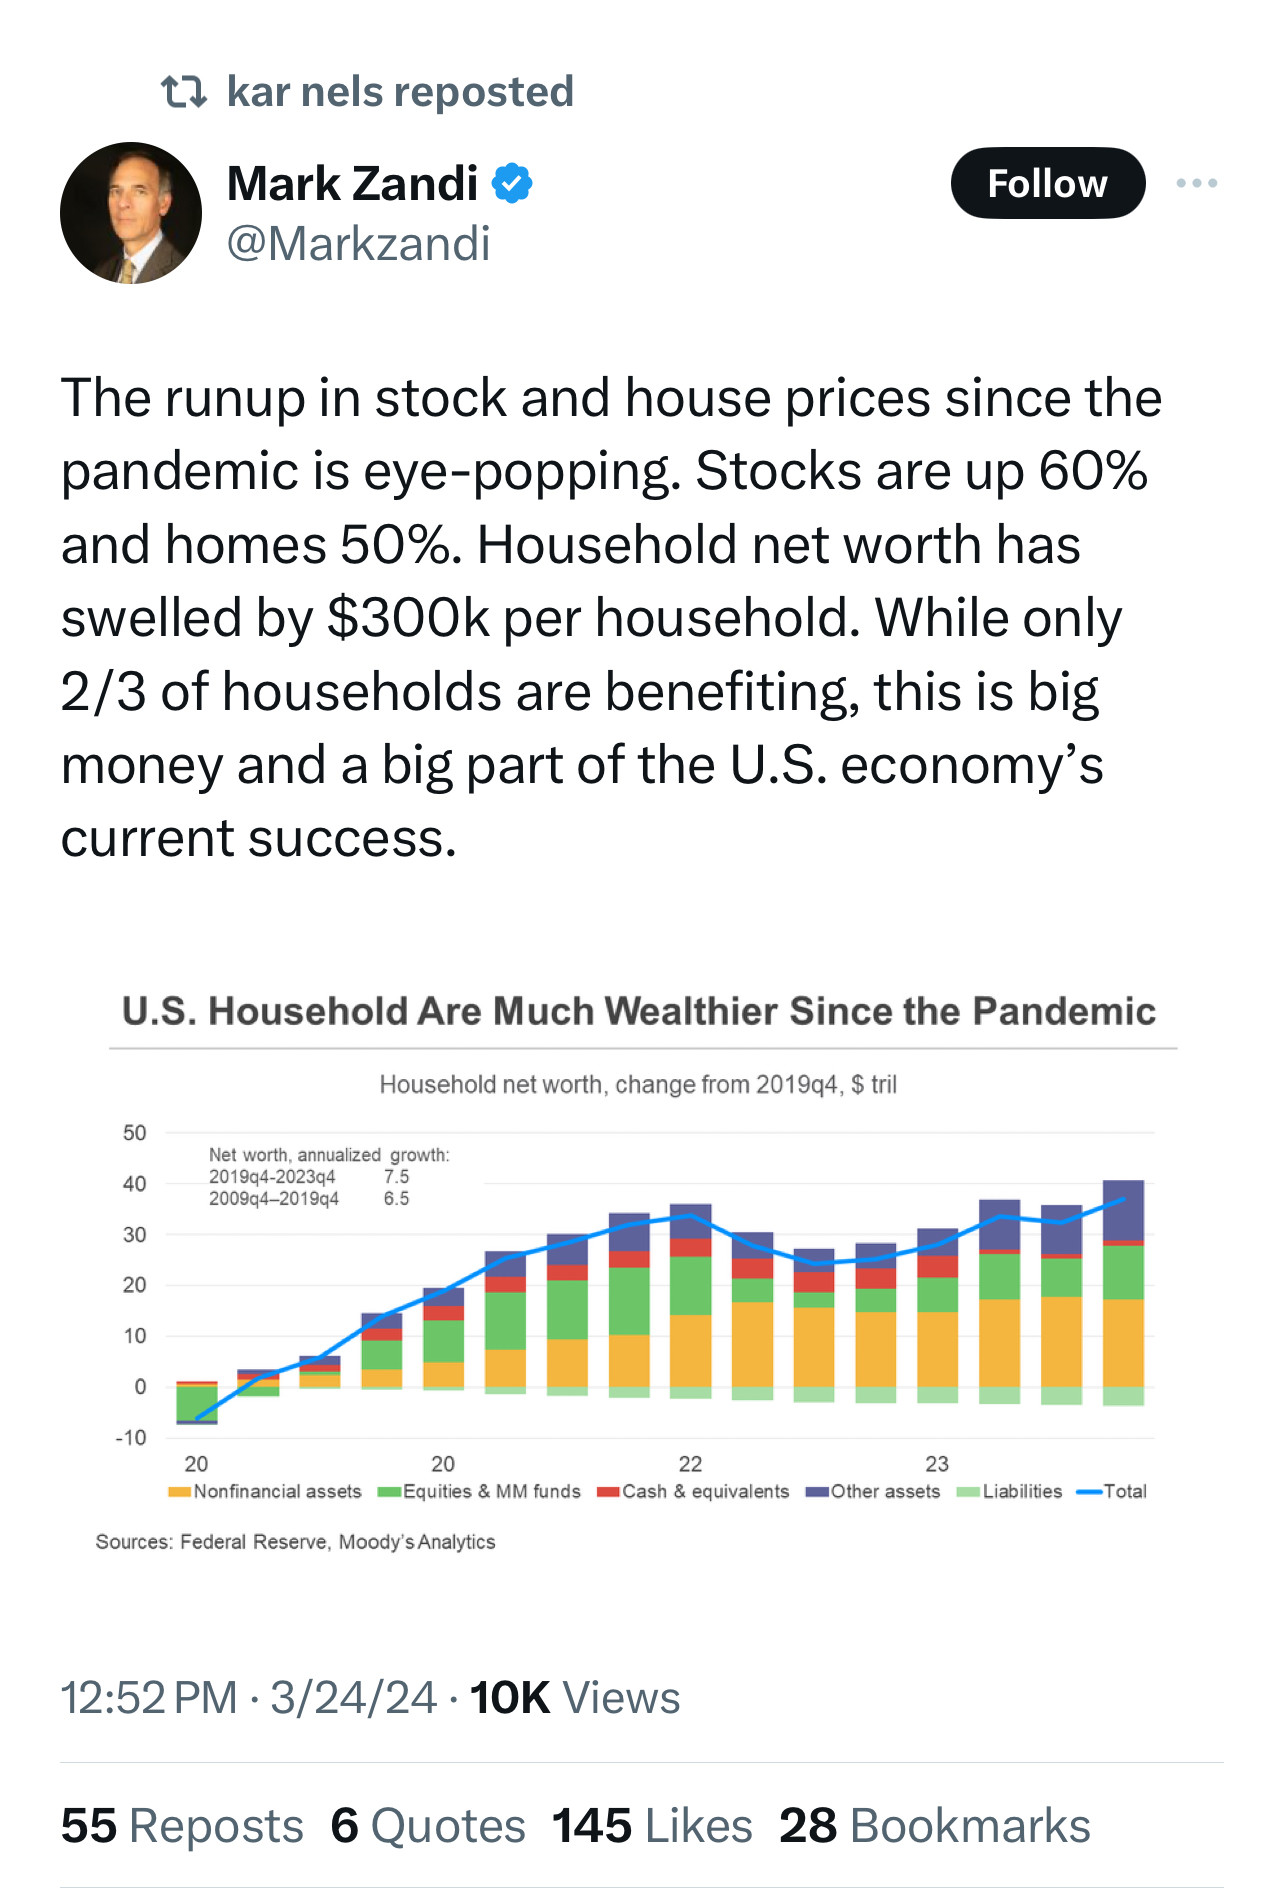 kar nels reposted
Mark Zandi
@Markzandi
Follow
The runup in stock and house prices since the
pandemic is eye-popping. Stocks are up 60%
and homes 50%. Household net worth has
swelled by $300k per household. While only
2/3 of households are benefiting, this is big
money and a big part of the U.S. economy’s
current success.
U.S. Household Are Much Wealthier Since the Pandemic
Household net worth, change from 2019q4, $ tril
50
Net worth, annualized growth:
2019q4-2023q4 7.5
2009q4–2019q4 6.5
40
30
20
10
0
-10
20 20 22 23
Nonfinancial assets Equities & MM funds Cash & equivalents Other assets Liabilities Total
Sources: Federal Reserve, Moody’s Analytics
12:52 PM · 3/24/24 · 10K Views
55 Reposts 6 Quotes 145 Likes 28 Bookmarks